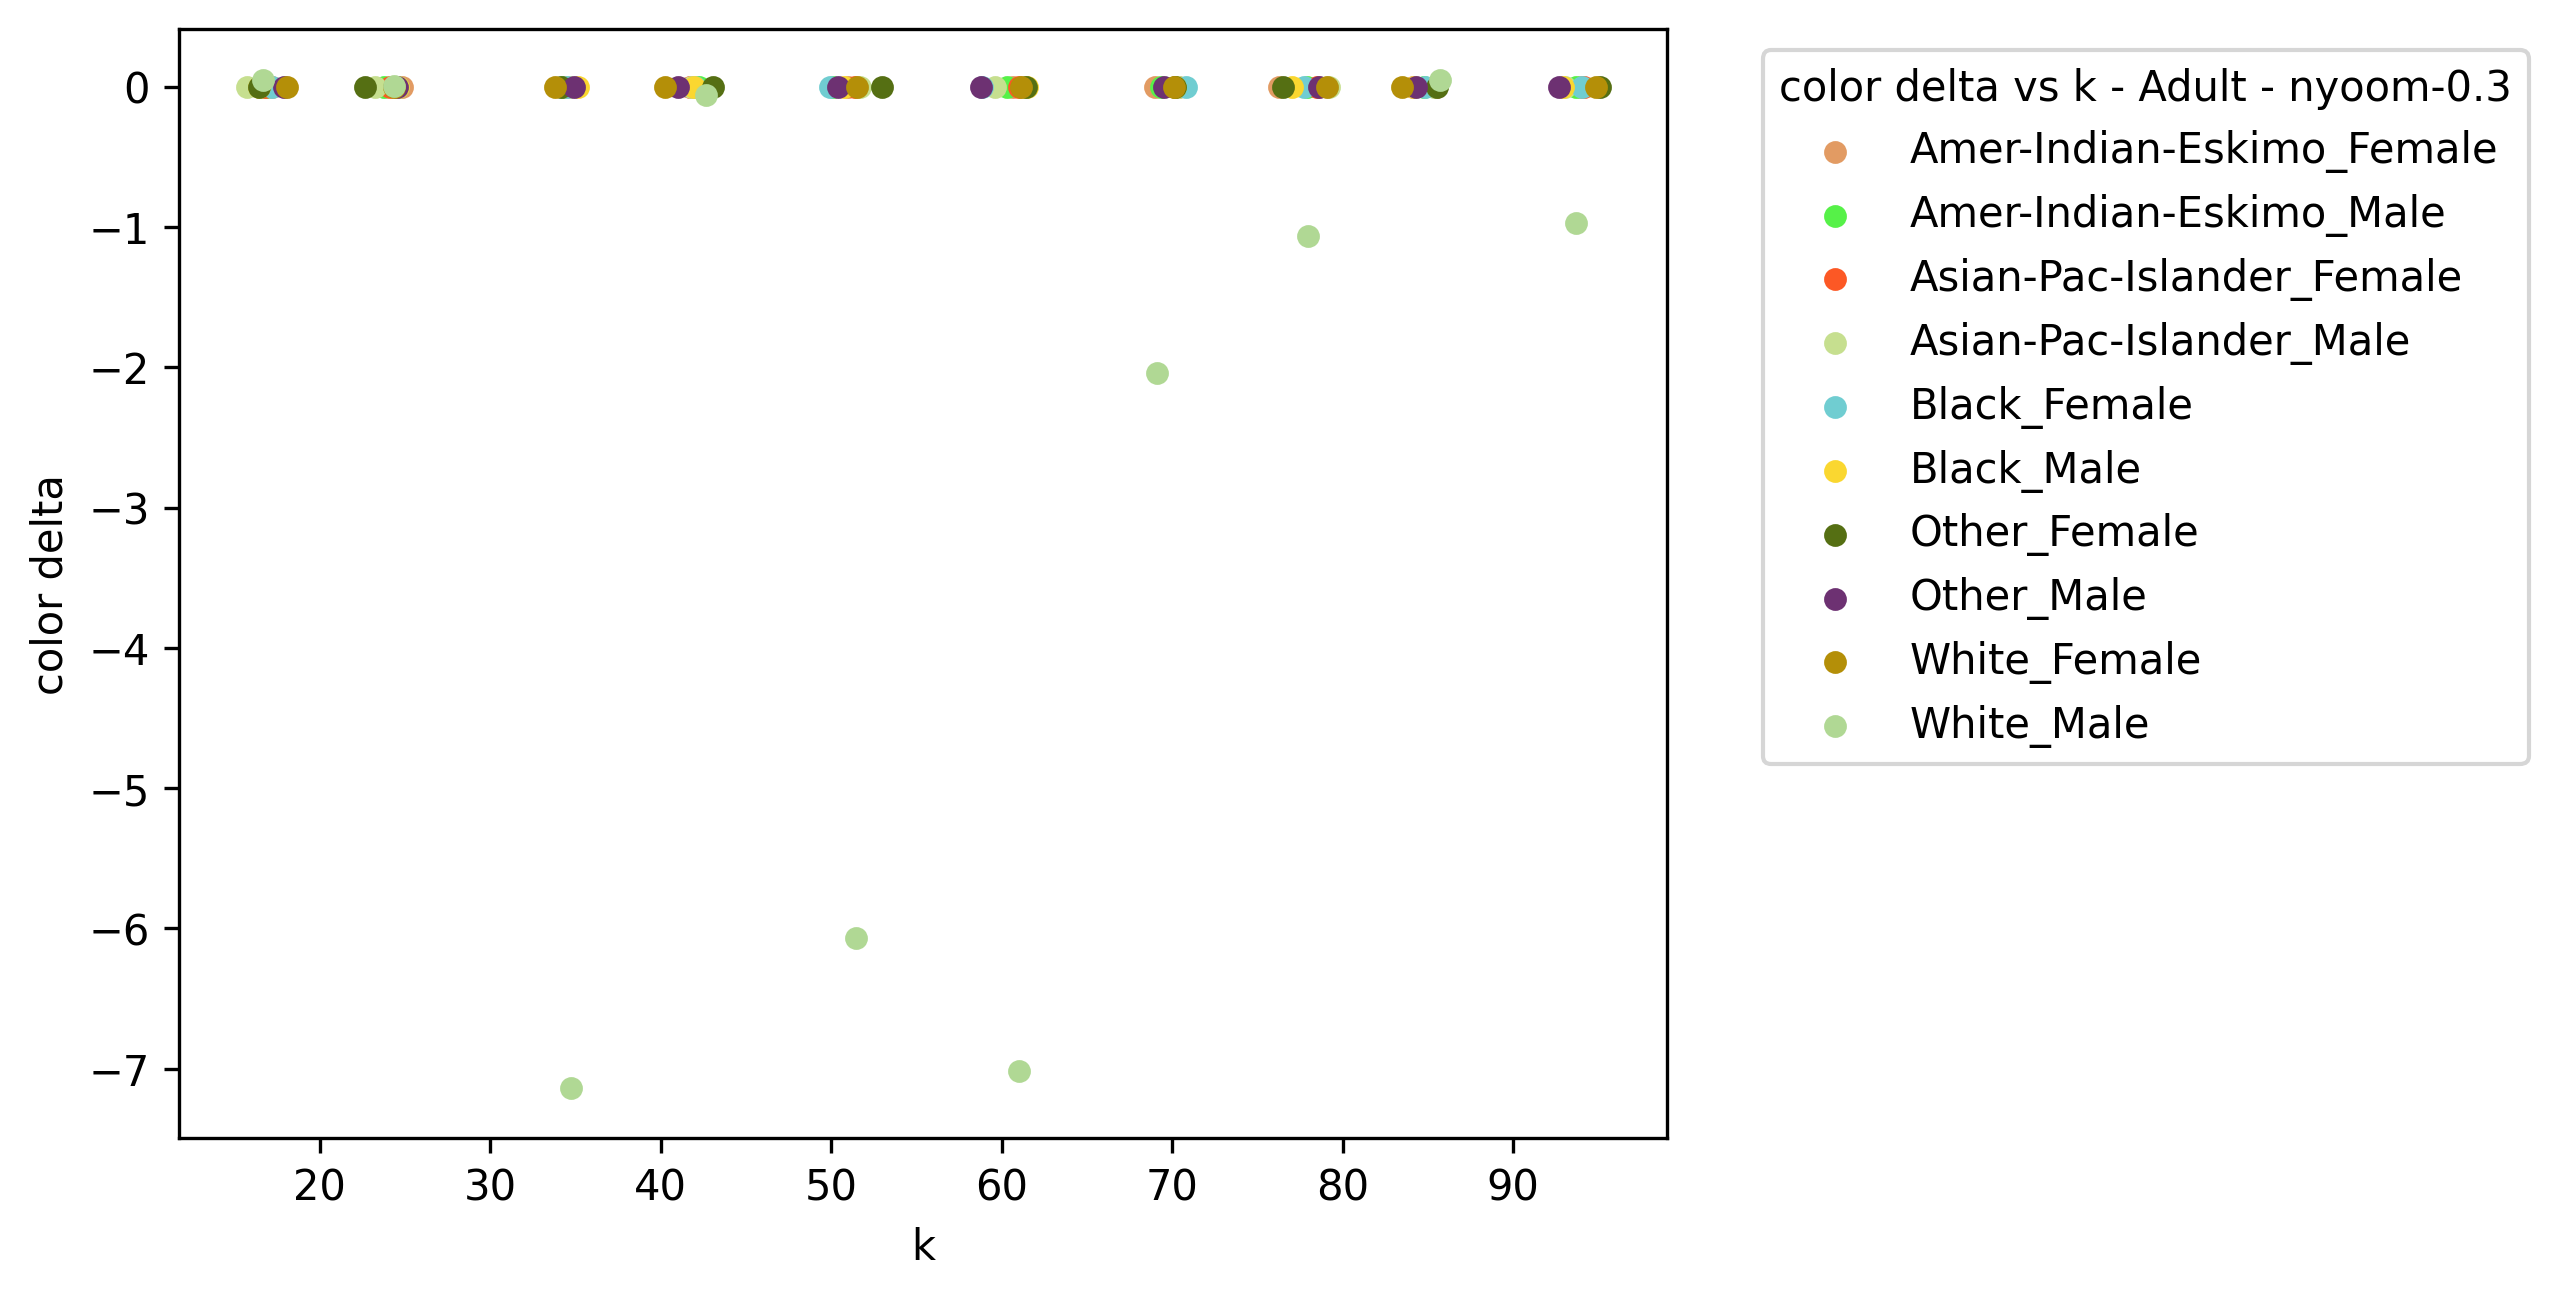 0
−1
−2
−3
−4
−5
−6
−7
color delta
20 30 40 50 60 70 80 90
k
color delta vs k - Adult - nyoom-0.3
Amer-Indian-Eskimo_Female
Amer-Indian-Eskimo_Male
Asian-Pac-Islander_Female
Asian-Pac-Islander_Male
Black_Female
Black_Male
Other_Female
Other_Male
White_Female
White_Male